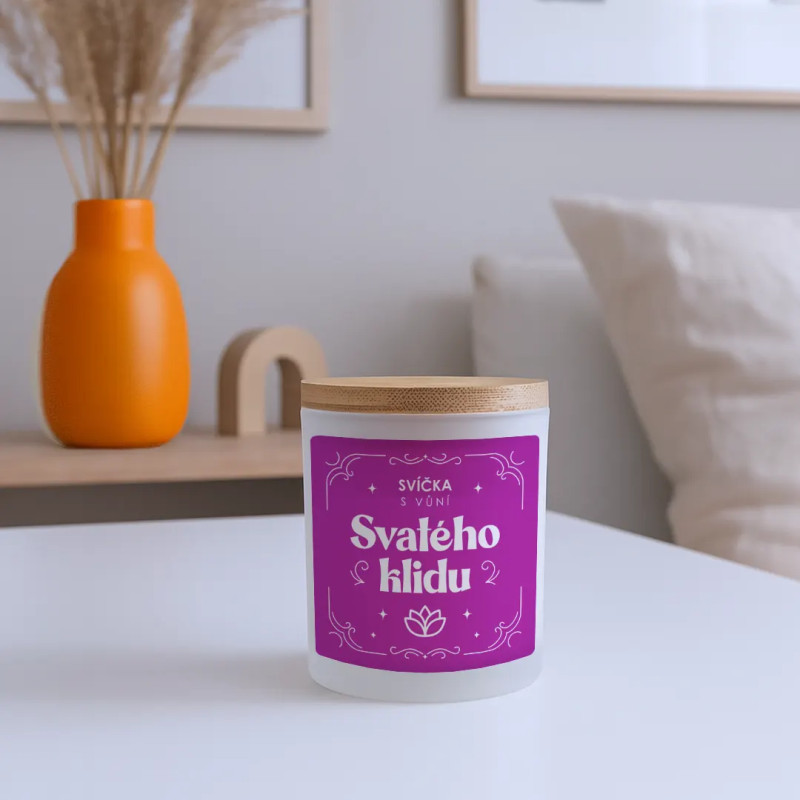 SVÍČKA
S VŮNÍ
Svatého
klidu